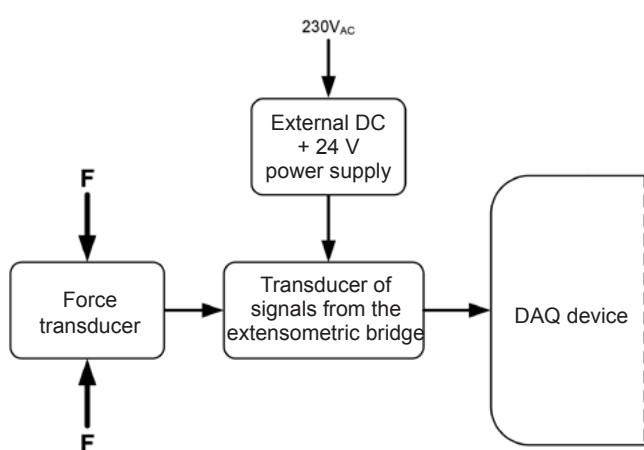 230VAC
External DC
+ 24 V
power supply
F
Force
transducer
Transducer of
signals from the
extensometric bridge
DAQ device
F